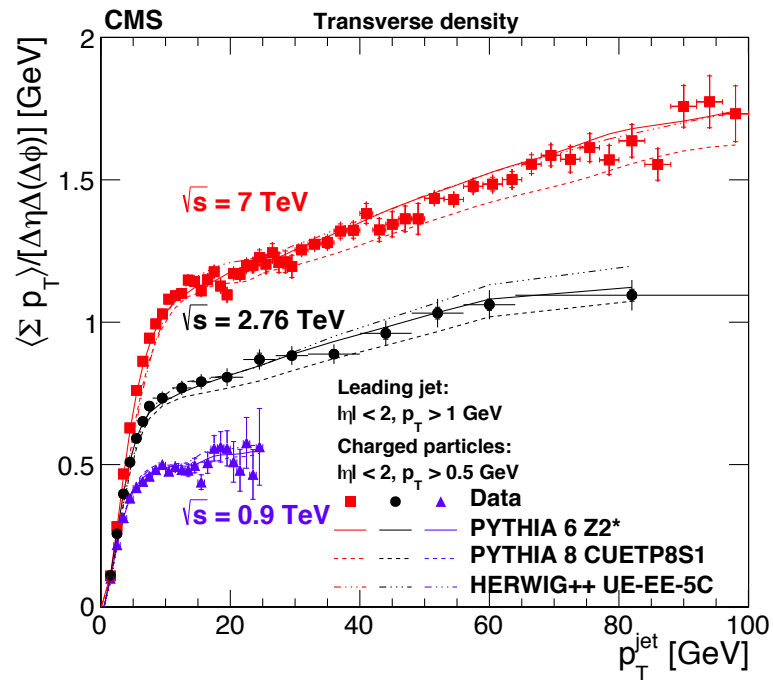 CMS Transverse density
⟨Σ p_T⟩/[ΔηΔ(Δϕ)] [GeV]
2
1.5
1
0.5
0
√s = 7 TeV
√s = 2.76 TeV
√s = 0.9 TeV
Leading jet:
|η| < 2, p_T > 1 GeV
Charged particles:
|η| < 2, p_T > 0.5 GeV
Data
PYTHIA 6 Z2*
PYTHIA 8 CUETP8S1
HERWIG++ UE-EE-5C
0 20 40 60 80 100
p_T^jet [GeV]